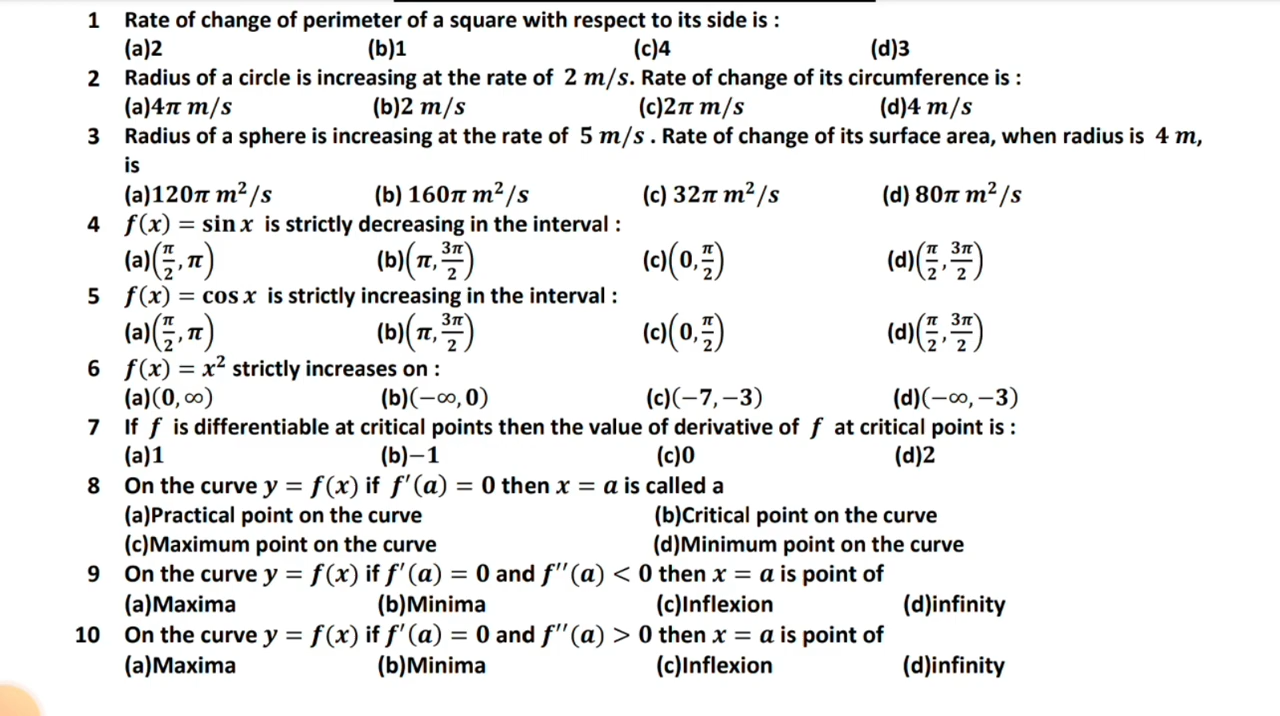 1 Rate of change of perimeter of a square with respect to its side is :
(a)2 (b)1 (c)4 (d)3
2 Radius of a circle is increasing at the rate of 2 m/s. Rate of change of its circumference is :
(a)4π m/s (b)2 m/s (c)2π m/s (d)4 m/s
3 Radius of a sphere is increasing at the rate of 5 m/s . Rate of change of its surface area, when radius is 4 m,
is
(a)120π m²/s (b) 160π m²/s (c) 32π m²/s (d) 80π m²/s
4 f(x) = sin x is strictly decreasing in the interval :
(a)(π/2, π) (b)(π, 3π/2) (c)(0, π/2) (d)(π/2, 3π/2)
5 f(x) = cos x is strictly increasing in the interval :
(a)(π/2, π) (b)(π, 3π/2) (c)(0, π/2) (d)(π/2, 3π/2)
6 f(x) = x² strictly increases on :
(a)(0, ∞) (b)(−∞, 0) (c)(−7, −3) (d)(−∞, −3)
7 If f is differentiable at critical points then the value of derivative of f at critical point is :
(a)1 (b)−1 (c)0 (d)2
8 On the curve y = f(x) if f′(a) = 0 then x = a is called a
(a)Practical point on the curve (b)Critical point on the curve
(c)Maximum point on the curve (d)Minimum point on the curve
9 On the curve y = f(x) if f′(a) = 0 and f′′(a) < 0 then x = a is point of
(a)Maxima (b)Minima (c)Inflexion (d)infinity
10 On the curve y = f(x) if f′(a) = 0 and f′′(a) > 0 then x = a is point of
(a)Maxima (b)Minima (c)Inflexion (d)infinity